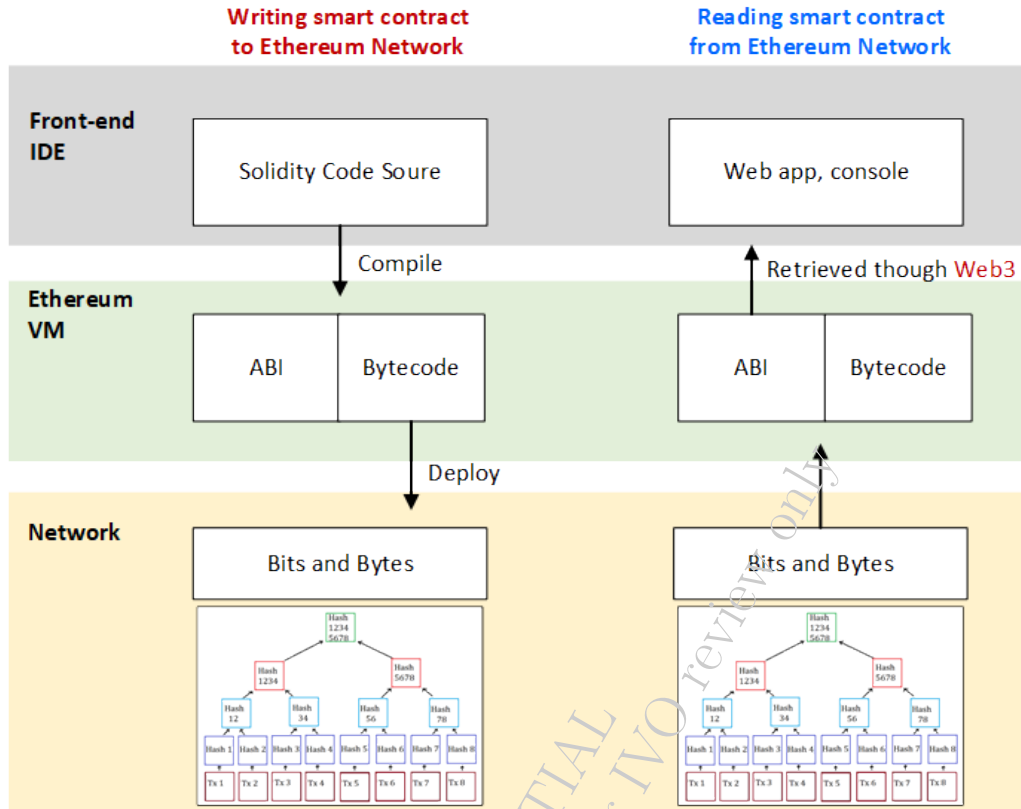 Writing smart contract
to Ethereum Network
Reading smart contract
from Ethereum Network
Front-end
IDE
Solidity Code Soure
Web app, console
Compile
Retrieved though Web3
Ethereum
VM
ABI
Bytecode
ABI
Bytecode
Deploy
Network
Bits and Bytes
Bits and Bytes
Hash
1234
5678
Hash
1234
Hash
5678
Hash
12
Hash
34
Hash
56
Hash
78
Hash 1
Hash 2
Hash 3
Hash 4
Hash 5
Hash 6
Hash 7
Hash 8
Tx 1
Tx 2
Tx 3
Tx 4
Tx 5
Tx 6
Tx 7
Tx 8
Hash
1234
5678
Hash
1234
Hash
5678
Hash
12
Hash
34
Hash
56
Hash
78
Hash 1
Hash 2
Hash 3
Hash 4
Hash 5
Hash 6
Hash 7
Hash 8
Tx 1
Tx 2
Tx 3
Tx 4
Tx 5
Tx 6
Tx 7
Tx 8
IVO review only